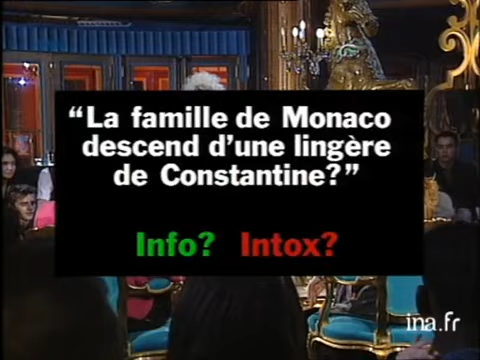 “La famille de Monaco
descend d’une lingère
de Constantine?”
Info? Intox?
ina.fr